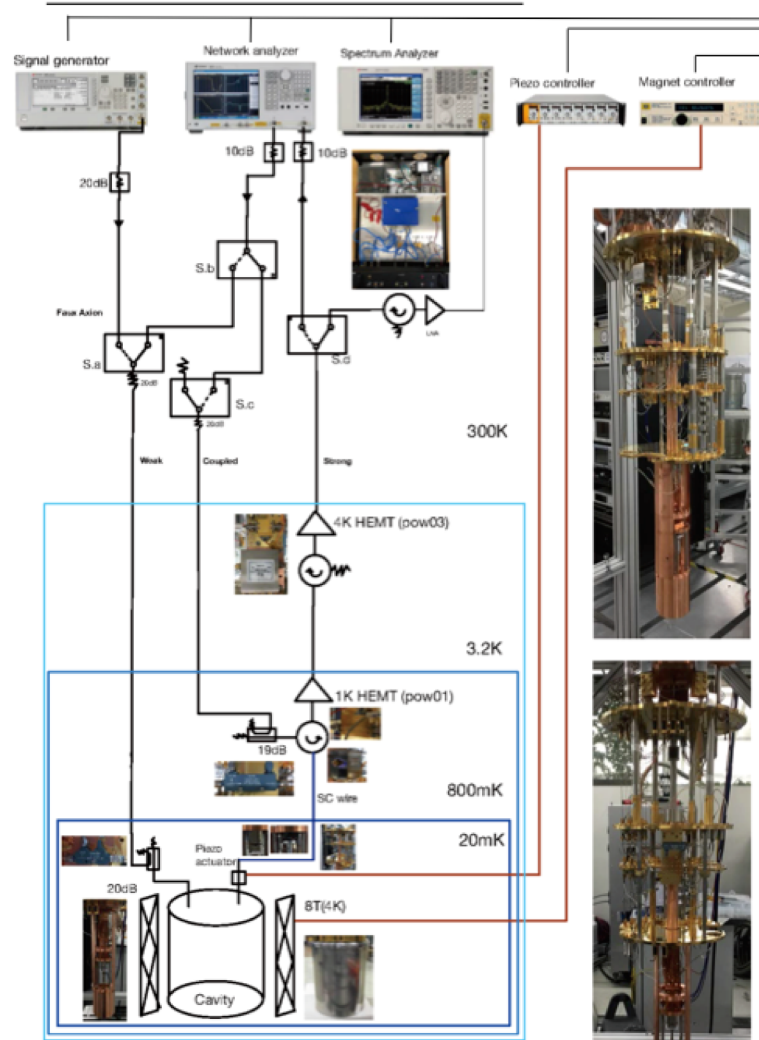 Signal generator
Network analyzer
Spectrum Analyzer
Piezo controller
Magnet controller
10dB
10dB
20dB
S.b
Faux Axion
S.a
20dB
S.c
20dB
S.d
LNA
300K
Weak
Coupled
Strong
4K HEMT (pow03)
3.2K
1K HEMT (pow01)
19dB
SC wire
800mK
20mK
Piezo
actuator
20dB
8T(4K)
Cavity